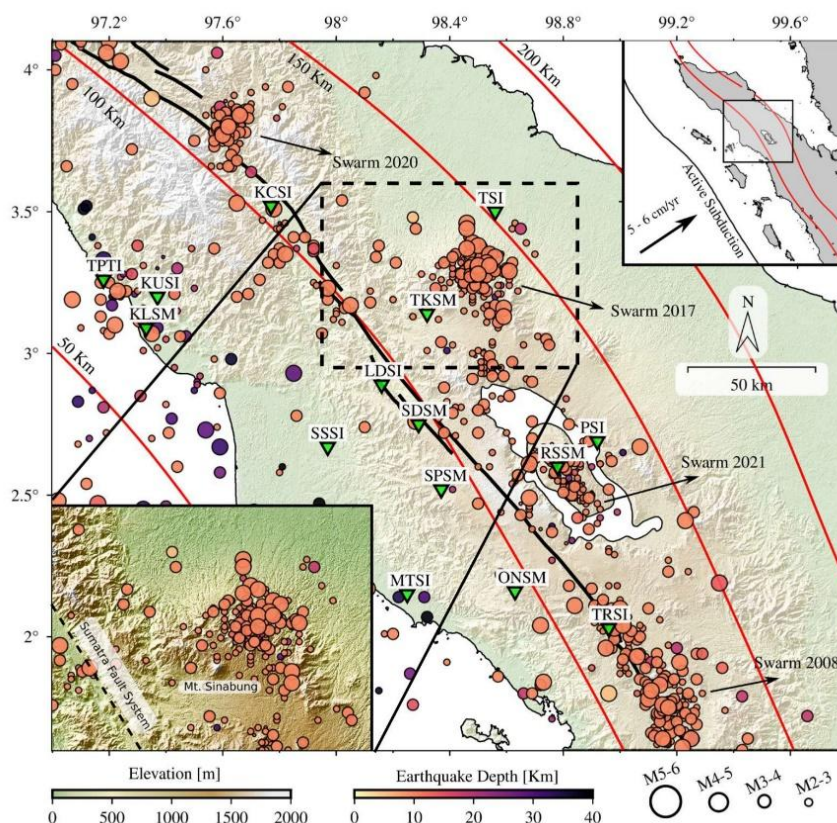 97.2 97.6 98 98.4 98.8 99.2 99.6
4°
3.5°
3°
2.5°
2°
50 Km
100 Km
150 Km
200 Km
Swarm 2020
KCSI
TSI
TPTI
KUSI
KLSM
TKSM
Swarm 2017
LDSI
SDSM
SSSI
SPSM
PSI
RSSM
Swarm 2021
MTSI
ONSM
TRSI
Swarm 2008
Active Subduction
5 - 6 cm/yr
N
50 km
Sumatra Fault System
Mt. Sinabung
Elevation [m]
0 500 1000 1500 2000
Earthquake Depth [Km]
0 10 20 30 40
M5-6 M4-5 M3-4 M2-3